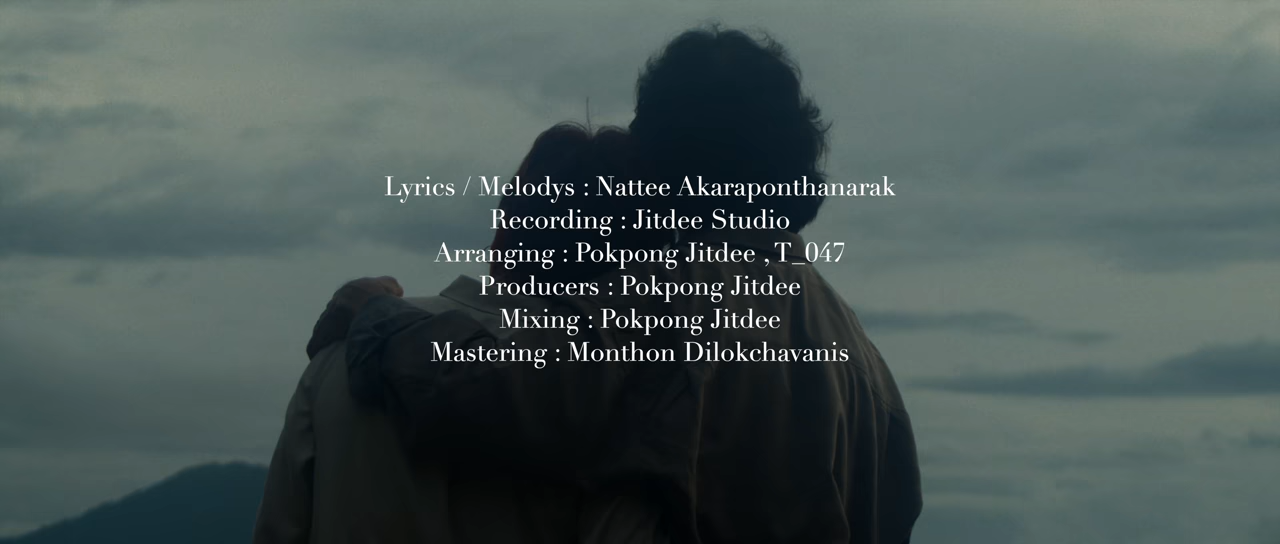 Lyrics / Melodys : Nattee Akaraponthanarak
Recording : Jitdee Studio
Arranging : Pokpong Jitdee , T_047
Producers : Pokpong Jitdee
Mixing : Pokpong Jitdee
Mastering : Monthon Dilokchavanis